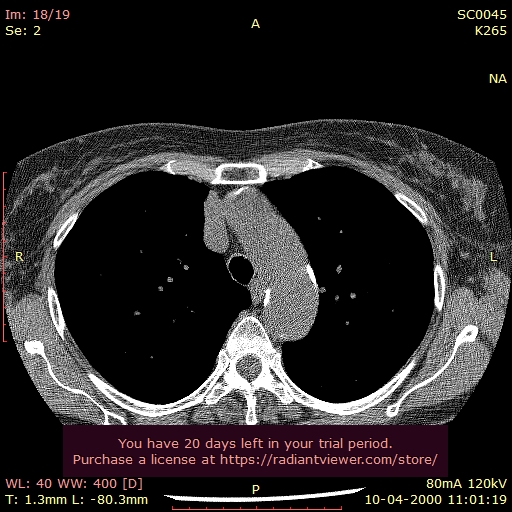 Im: 18/19
Se: 2
A
SC0045
K265
NA
R
L
You have 20 days left in your trial period.
Purchase a license at https://radiantviewer.com/store/
WL: 40 WW: 400 [D]
T: 1.3mm L: -80.3mm
P
80mA 120kV
10-04-2000 11:01:19